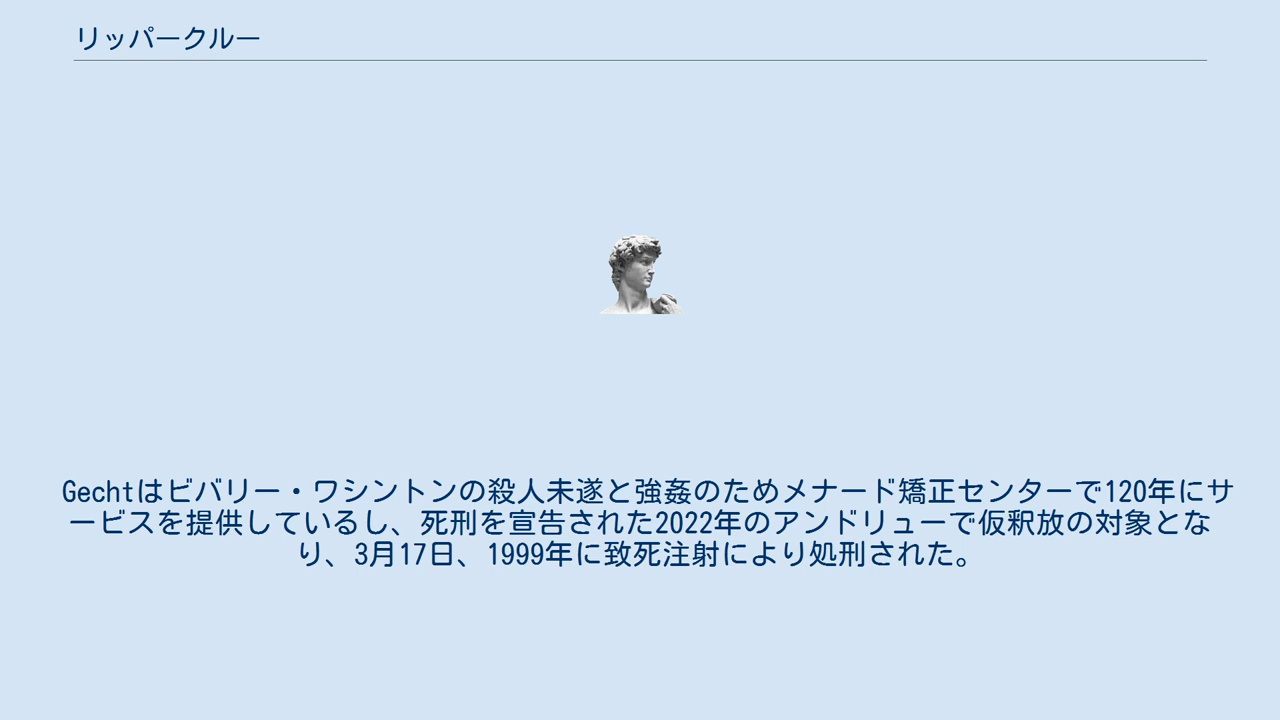 リッパークルー
Gechtはビバリー・ワシントンの殺人未遂と強姦のためメナード矯正センターで120年にサ
ービスを提供しているし、死刑を宣告された2022年のアンドリューで仮釈放の対象とな
り、3月17日、1999年に致死注射により処刑された。